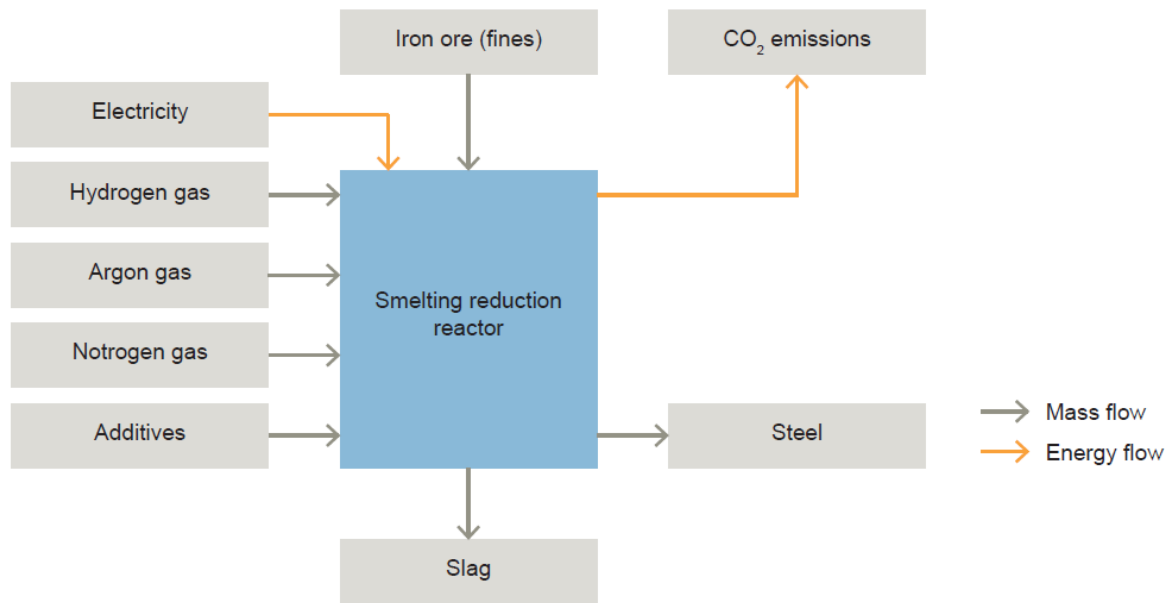 Iron ore (fines)
CO₂ emissions
Electricity
Hydrogen gas
Argon gas
Smelting reduction
reactor
Notrogen gas
Additives
Steel
Mass flow
Energy flow
Slag